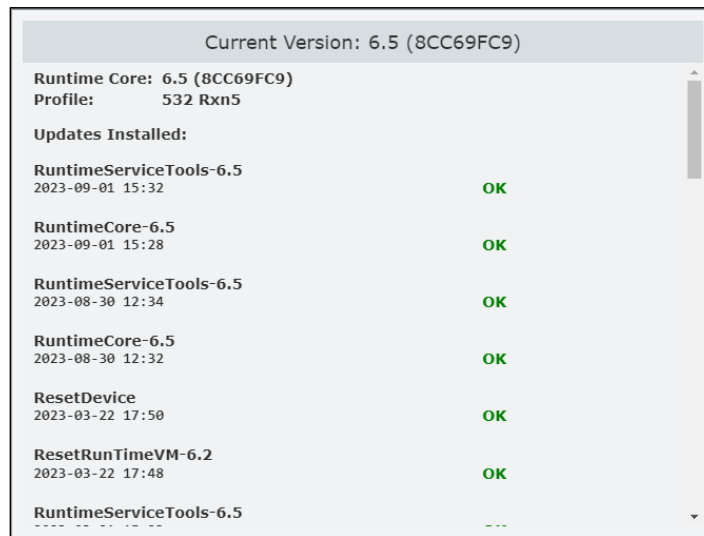 Current Version: 6.5 (8CC69FC9)
Runtime Core: 6.5 (8CC69FC9)
Profile: 532 Rxn5
Updates Installed:
RuntimeServiceTools-6.5
2023-09-01 15:32 OK
RuntimeCore-6.5
2023-09-01 15:28 OK
RuntimeServiceTools-6.5
2023-08-30 12:34 OK
RuntimeCore-6.5
2023-08-30 12:32 OK
ResetDevice
2023-03-22 17:50 OK
ResetRunTimeVM-6.2
2023-03-22 17:48 OK
RuntimeServiceTools-6.5